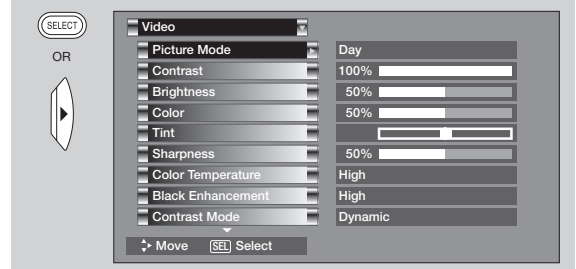 SELECT
OR
Video
Picture Mode Day
Contrast 100%
Brightness 50%
Color 50%
Tint
Sharpness 50%
Color Temperature High
Black Enhancement High
Contrast Mode Dynamic
Move SEL Select